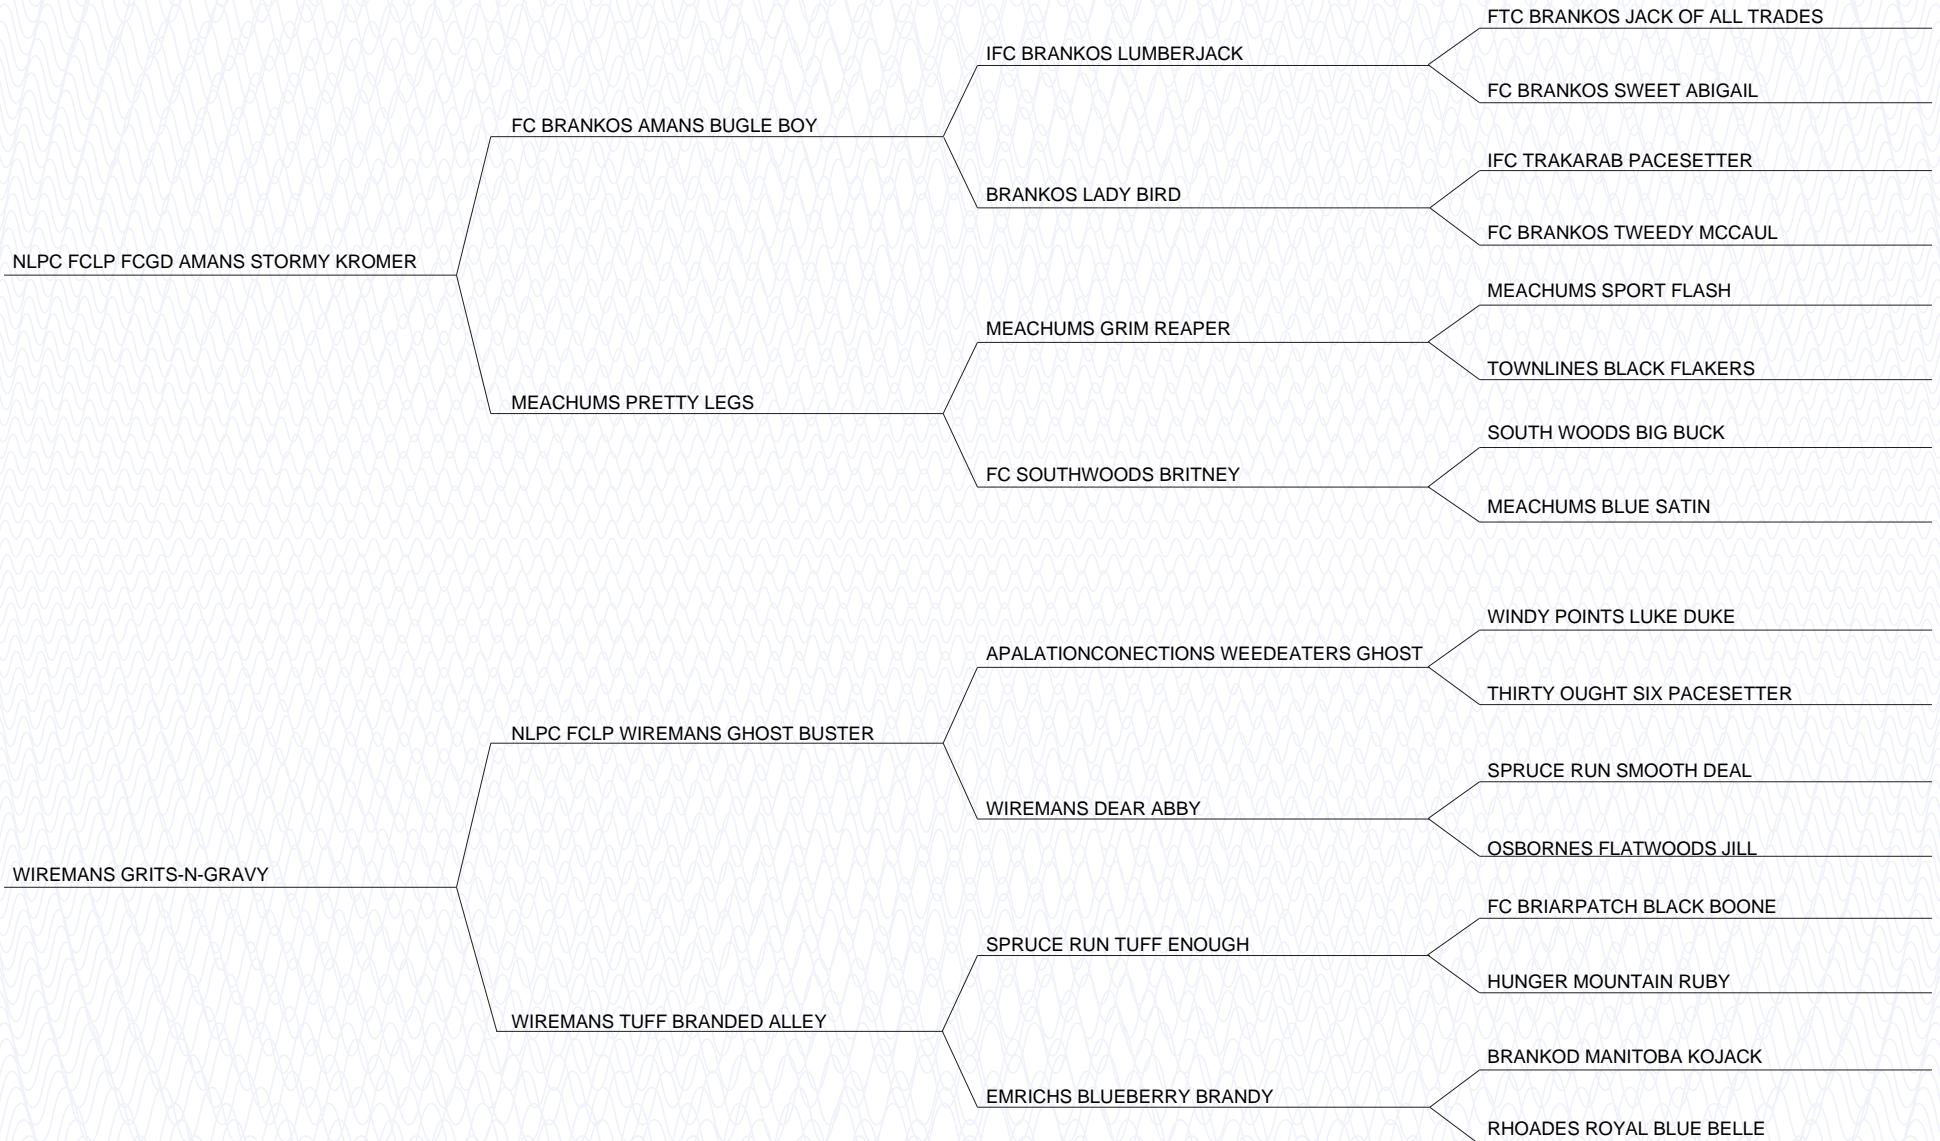 FTC BRANKOS JACK OF ALL TRADES
IFC BRANKOS LUMBERJACK
FC BRANKOS SWEET ABIGAIL
FC BRANKOS AMANS BUGLE BOY
IFC TRAKARAB PACESETTER
BRANKOS LADY BIRD
FC BRANKOS TWEEDY MCCAUL
NLPC FCLP FCGD AMANS STORMY KROMER
MEACHUMS SPORT FLASH
MEACHUMS GRIM REAPER
TOWNLINES BLACK FLAKERS
MEACHUMS PRETTY LEGS
SOUTH WOODS BIG BUCK
FC SOUTHWOODS BRITNEY
MEACHUMS BLUE SATIN
WINDY POINTS LUKE DUKE
APALATIONCONECTIONS WEEDEATERS GHOST
THIRTY OUGHT SIX PACESETTER
NLPC FCLP WIREMANS GHOST BUSTER
SPRUCE RUN SMOOTH DEAL
WIREMANS DEAR ABBY
OSBORNES FLATWOODS JILL
WIREMANS GRITS-N-GRAVY
FC BRIARPATCH BLACK BOONE
SPRUCE RUN TUFF ENOUGH
HUNGER MOUNTAIN RUBY
WIREMANS TUFF BRANDED ALLEY
BRANKOD MANITOBA KOJACK
EMRICHS BLUEBERRY BRANDY
RHOADES ROYAL BLUE BELLE